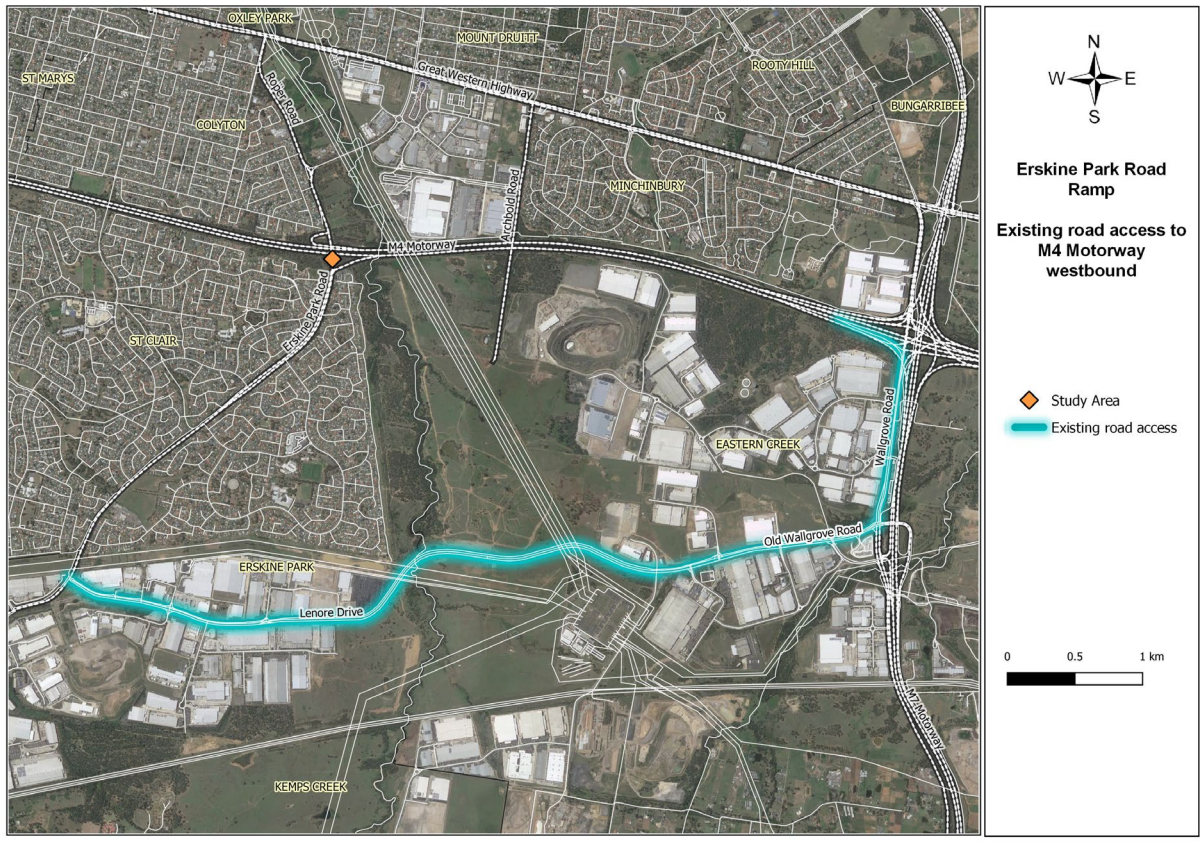 OXLEY PARK
MOUNT DRUITT
ROOTY HILL
ST MARYS
Great Western Highway
Roper Road
BUNGARRIBEE
COLYTON
MINCHINBURY
Archbold Road
M4 Motorway
Erskine Park Road
ST CLAIR
EASTERN CREEK
Wallgrove Road
Old Wallgrove Road
ERSKINE PARK
Lenore Drive
M7 Motorway
KEMPS CREEK
N
W E
S
Erskine Park Road
Ramp
Existing road access to
M4 Motorway
westbound
Study Area
Existing road access
0 0.5 1 km